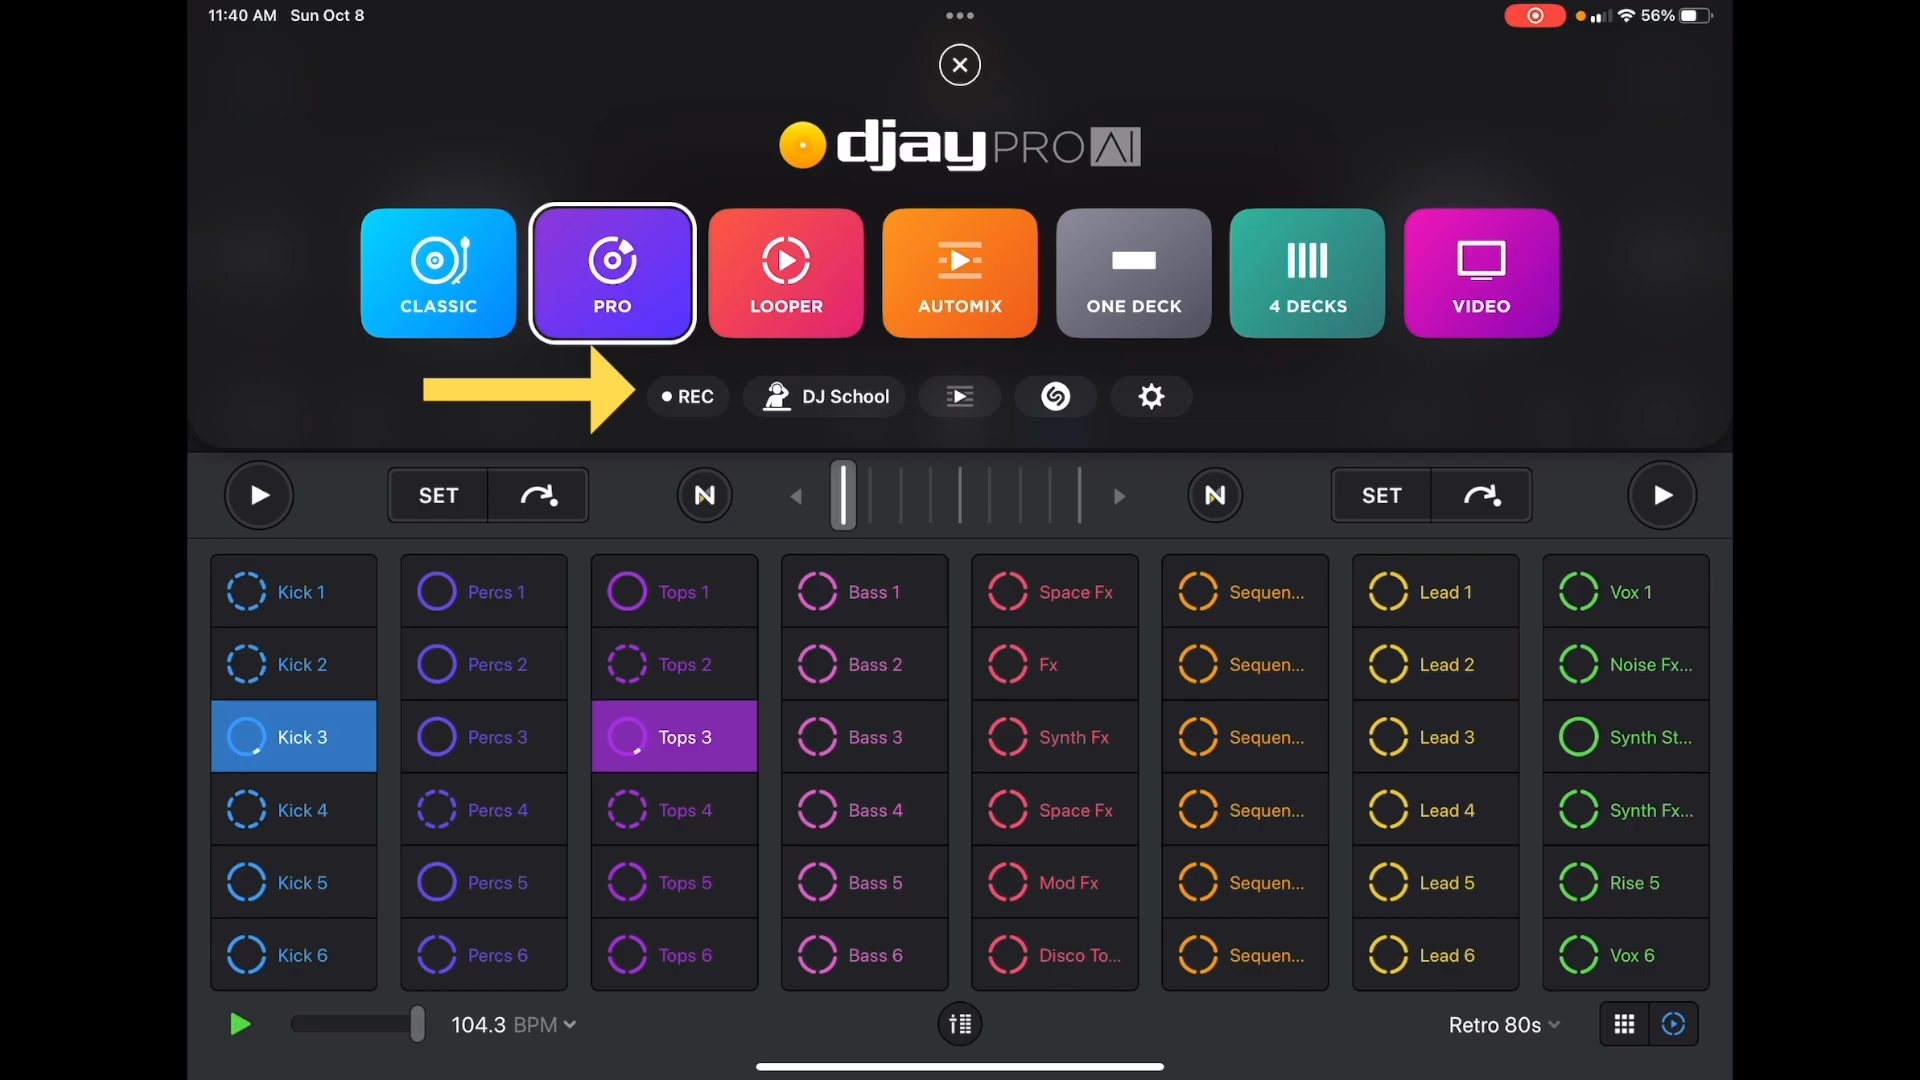 11:40 AM Sun Oct 8
56%
djay PRO AI
CLASSIC
PRO
LOOPER
AUTOMIX
ONE DECK
4 DECKS
VIDEO
REC
DJ School
SET
N
N
SET
Kick 1
Percs 1
Tops 1
Bass 1
Space Fx
Sequen...
Lead 1
Vox 1
Kick 2
Percs 2
Tops 2
Bass 2
Fx
Sequen...
Lead 2
Noise Fx...
Kick 3
Percs 3
Tops 3
Bass 3
Synth Fx
Sequen...
Lead 3
Synth St...
Kick 4
Percs 4
Tops 4
Bass 4
Space Fx
Sequen...
Lead 4
Synth Fx...
Kick 5
Percs 5
Tops 5
Bass 5
Mod Fx
Sequen...
Lead 5
Rise 5
Kick 6
Percs 6
Tops 6
Bass 6
Disco To...
Sequen...
Lead 6
Vox 6
104.3 BPM
Retro 80s